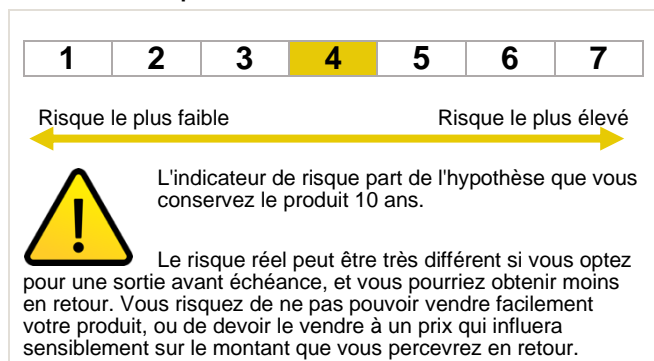 1 2 3 4 5 6 7
Risque le plus faible Risque le plus élevé
L'indicateur de risque part de l'hypothèse que vous
conservez le produit 10 ans.
Le risque réel peut être très différent si vous optez
pour une sortie avant échéance, et vous pourriez obtenir moins
en retour. Vous risquez de ne pas pouvoir vendre facilement
votre produit, ou de devoir le vendre à un prix qui influera
sensiblement sur le montant que vous percevrez en retour.